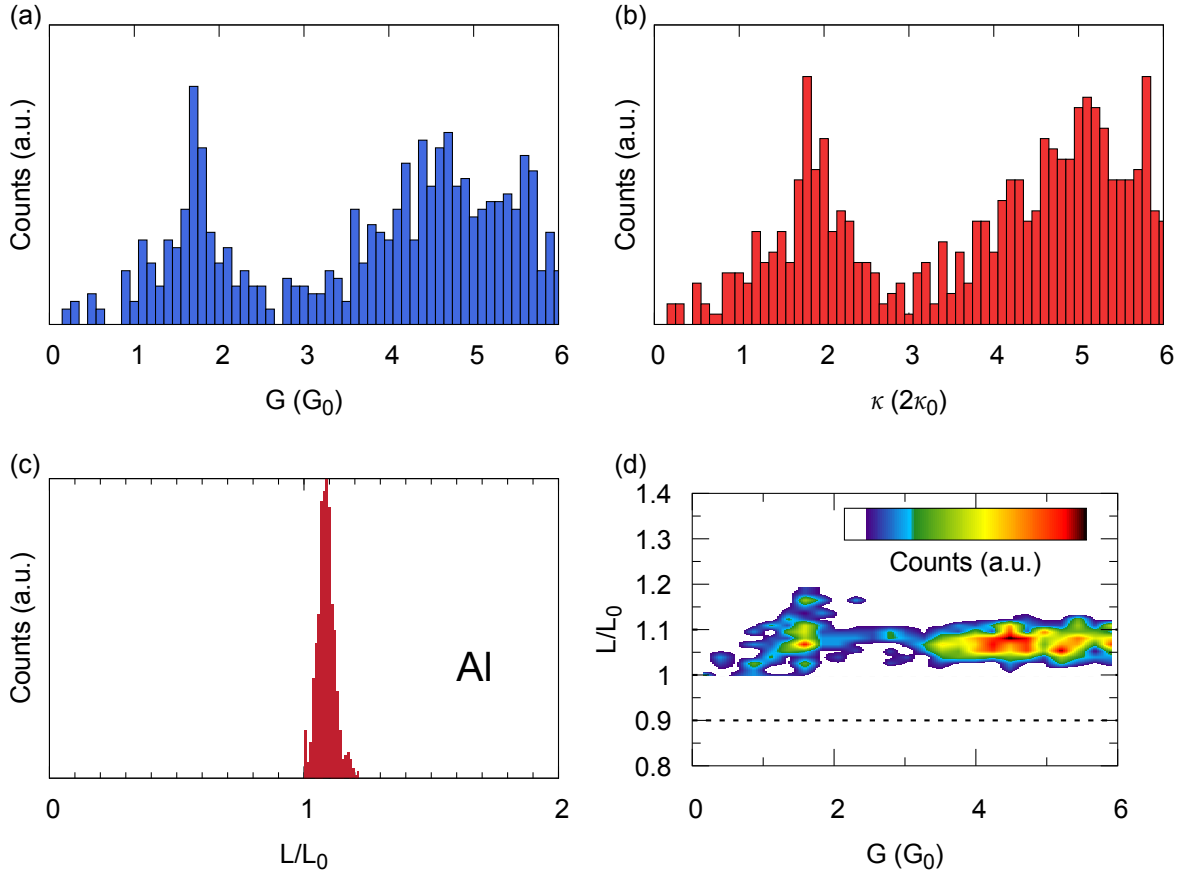 (a)
Counts (a.u.)
0 1 2 3 4 5 6
G (G₀)
(b)
Counts (a.u.)
0 1 2 3 4 5 6
κ (2κ₀)
(c)
Counts (a.u.)
Al
0 1 2
L/L₀
(d)
1.4
1.3
1.2
1.1
1
0.9
0.8
L/L₀
Counts (a.u.)
0 2 4 6
G (G₀)